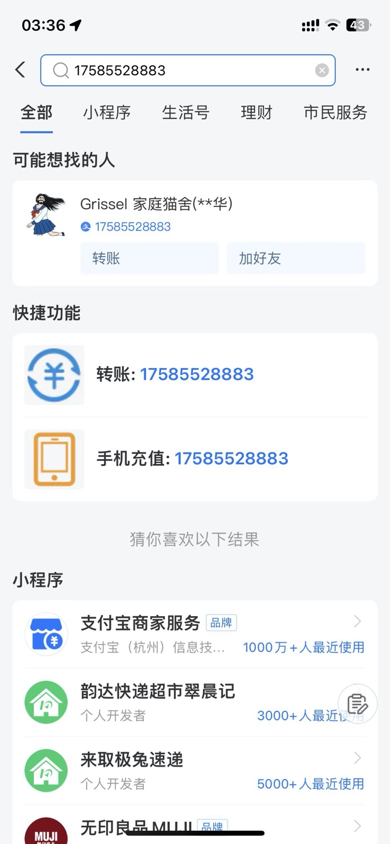 03:36
43
17585528883
全部 小程序 生活号 理财 市民服务
可能想找的人
Grissel 家庭猫舍(**华)
17585528883
转账 加好友
快捷功能
转账: 17585528883
手机充值: 17585528883
猜你喜欢以下结果
小程序
支付宝商家服务 品牌
支付宝（杭州）信息技... 1000万+人最近使用
韵达快递超市翠晨记
个人开发者 3000+人最近使用
来取极兔速递
个人开发者 5000+人最近使用
MUJI 无印良品 MUJI 品牌